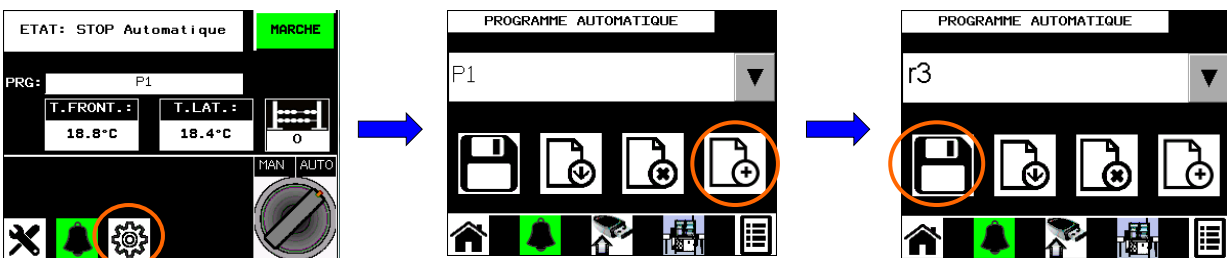 ETAT: STOP Automatique
MARCHE
PRG:
P1
T.FRONT.:
T.LAT.:
18.8°C
18.4°C
0
MAN
AUTO
PROGRAMME AUTOMATIQUE
P1
PROGRAMME AUTOMATIQUE
r3